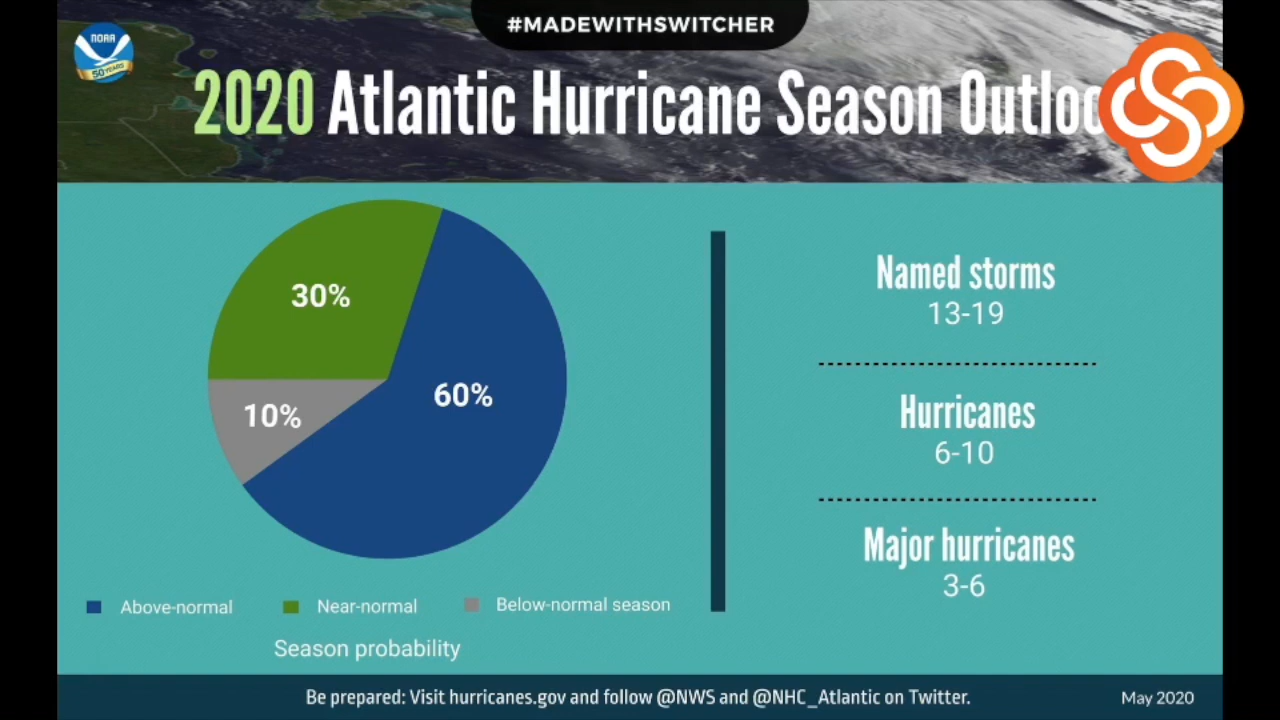 #MADEWITHSWITCHER
NOAA
50 YEARS
2020 Atlantic Hurricane Season Outloo
30%
10%
60%
Above-normal
Near-normal
Below-normal season
Season probability
Named storms
13-19
Hurricanes
6-10
Major hurricanes
3-6
Be prepared: Visit hurricanes.gov and follow @NWS and @NHC_Atlantic on Twitter.
May 2020